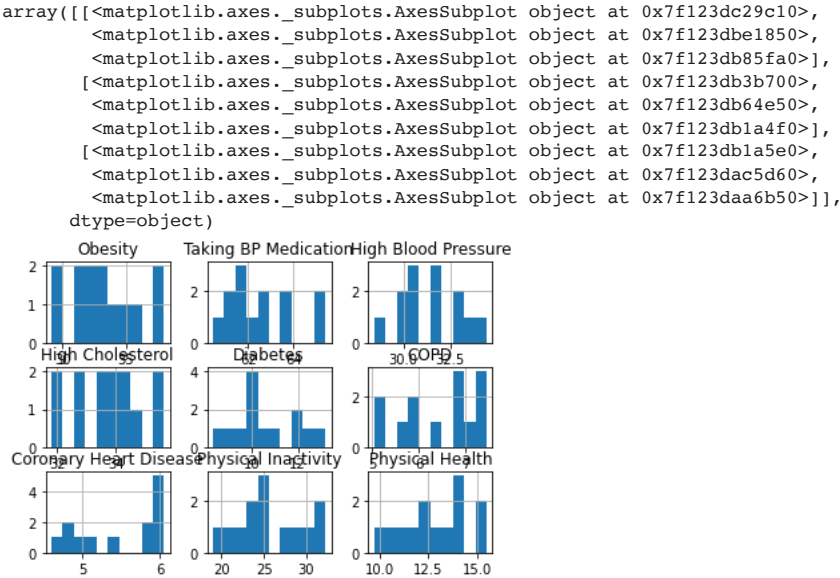 array([[<matplotlib.axes._subplots.AxesSubplot object at 0x7f123dc29c10>,
        <matplotlib.axes._subplots.AxesSubplot object at 0x7f123dbe1850>,
        <matplotlib.axes._subplots.AxesSubplot object at 0x7f123db85fa0>],
       [<matplotlib.axes._subplots.AxesSubplot object at 0x7f123db3b700>,
        <matplotlib.axes._subplots.AxesSubplot object at 0x7f123db64e50>,
        <matplotlib.axes._subplots.AxesSubplot object at 0x7f123db1a4f0>],
       [<matplotlib.axes._subplots.AxesSubplot object at 0x7f123db1a5e0>,
        <matplotlib.axes._subplots.AxesSubplot object at 0x7f123dac5d60>,
        <matplotlib.axes._subplots.AxesSubplot object at 0x7f123daa6b50>]],
      dtype=object)
Obesity Taking BP Medication High Blood Pressure
2
1 2 2
0 0 0
30 35 62 64 30.0 32.5
High Cholesterol Diabetes COPD
2 4
1 2 2
0 0 0
32 34 10 12 5 6 7
Coronary Heart Disease Physical Inactivity Physical Health
4
2 2 2
0 0 0
5 6 20 25 30 10.0 12.5 15.0